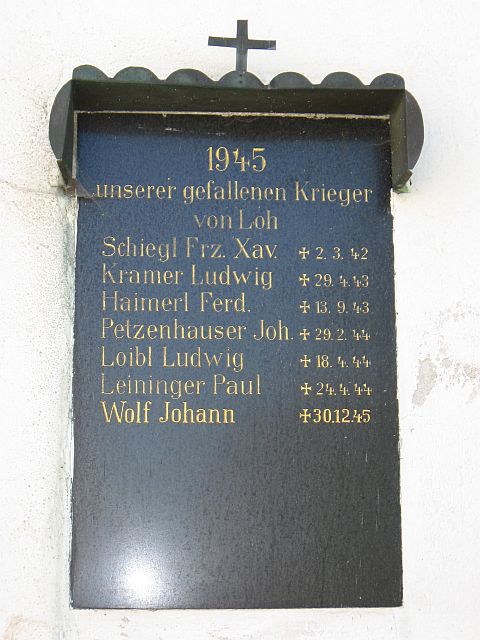 1945
unserer gefallenen Krieger
von Loh
Schiegl Frz. Xav. ✝ 2. 3. 42
Kramer Ludwig ✝ 29. 4. 43
Haimerl Ferd. ✝ 13. 9. 43
Petzenhauser Joh. ✝ 29. 2. 44
Loibl Ludwig ✝ 18. 4. 44
Leininger Paul ✝ 24. 4. 44
Wolf Johann ✝ 30.12.45